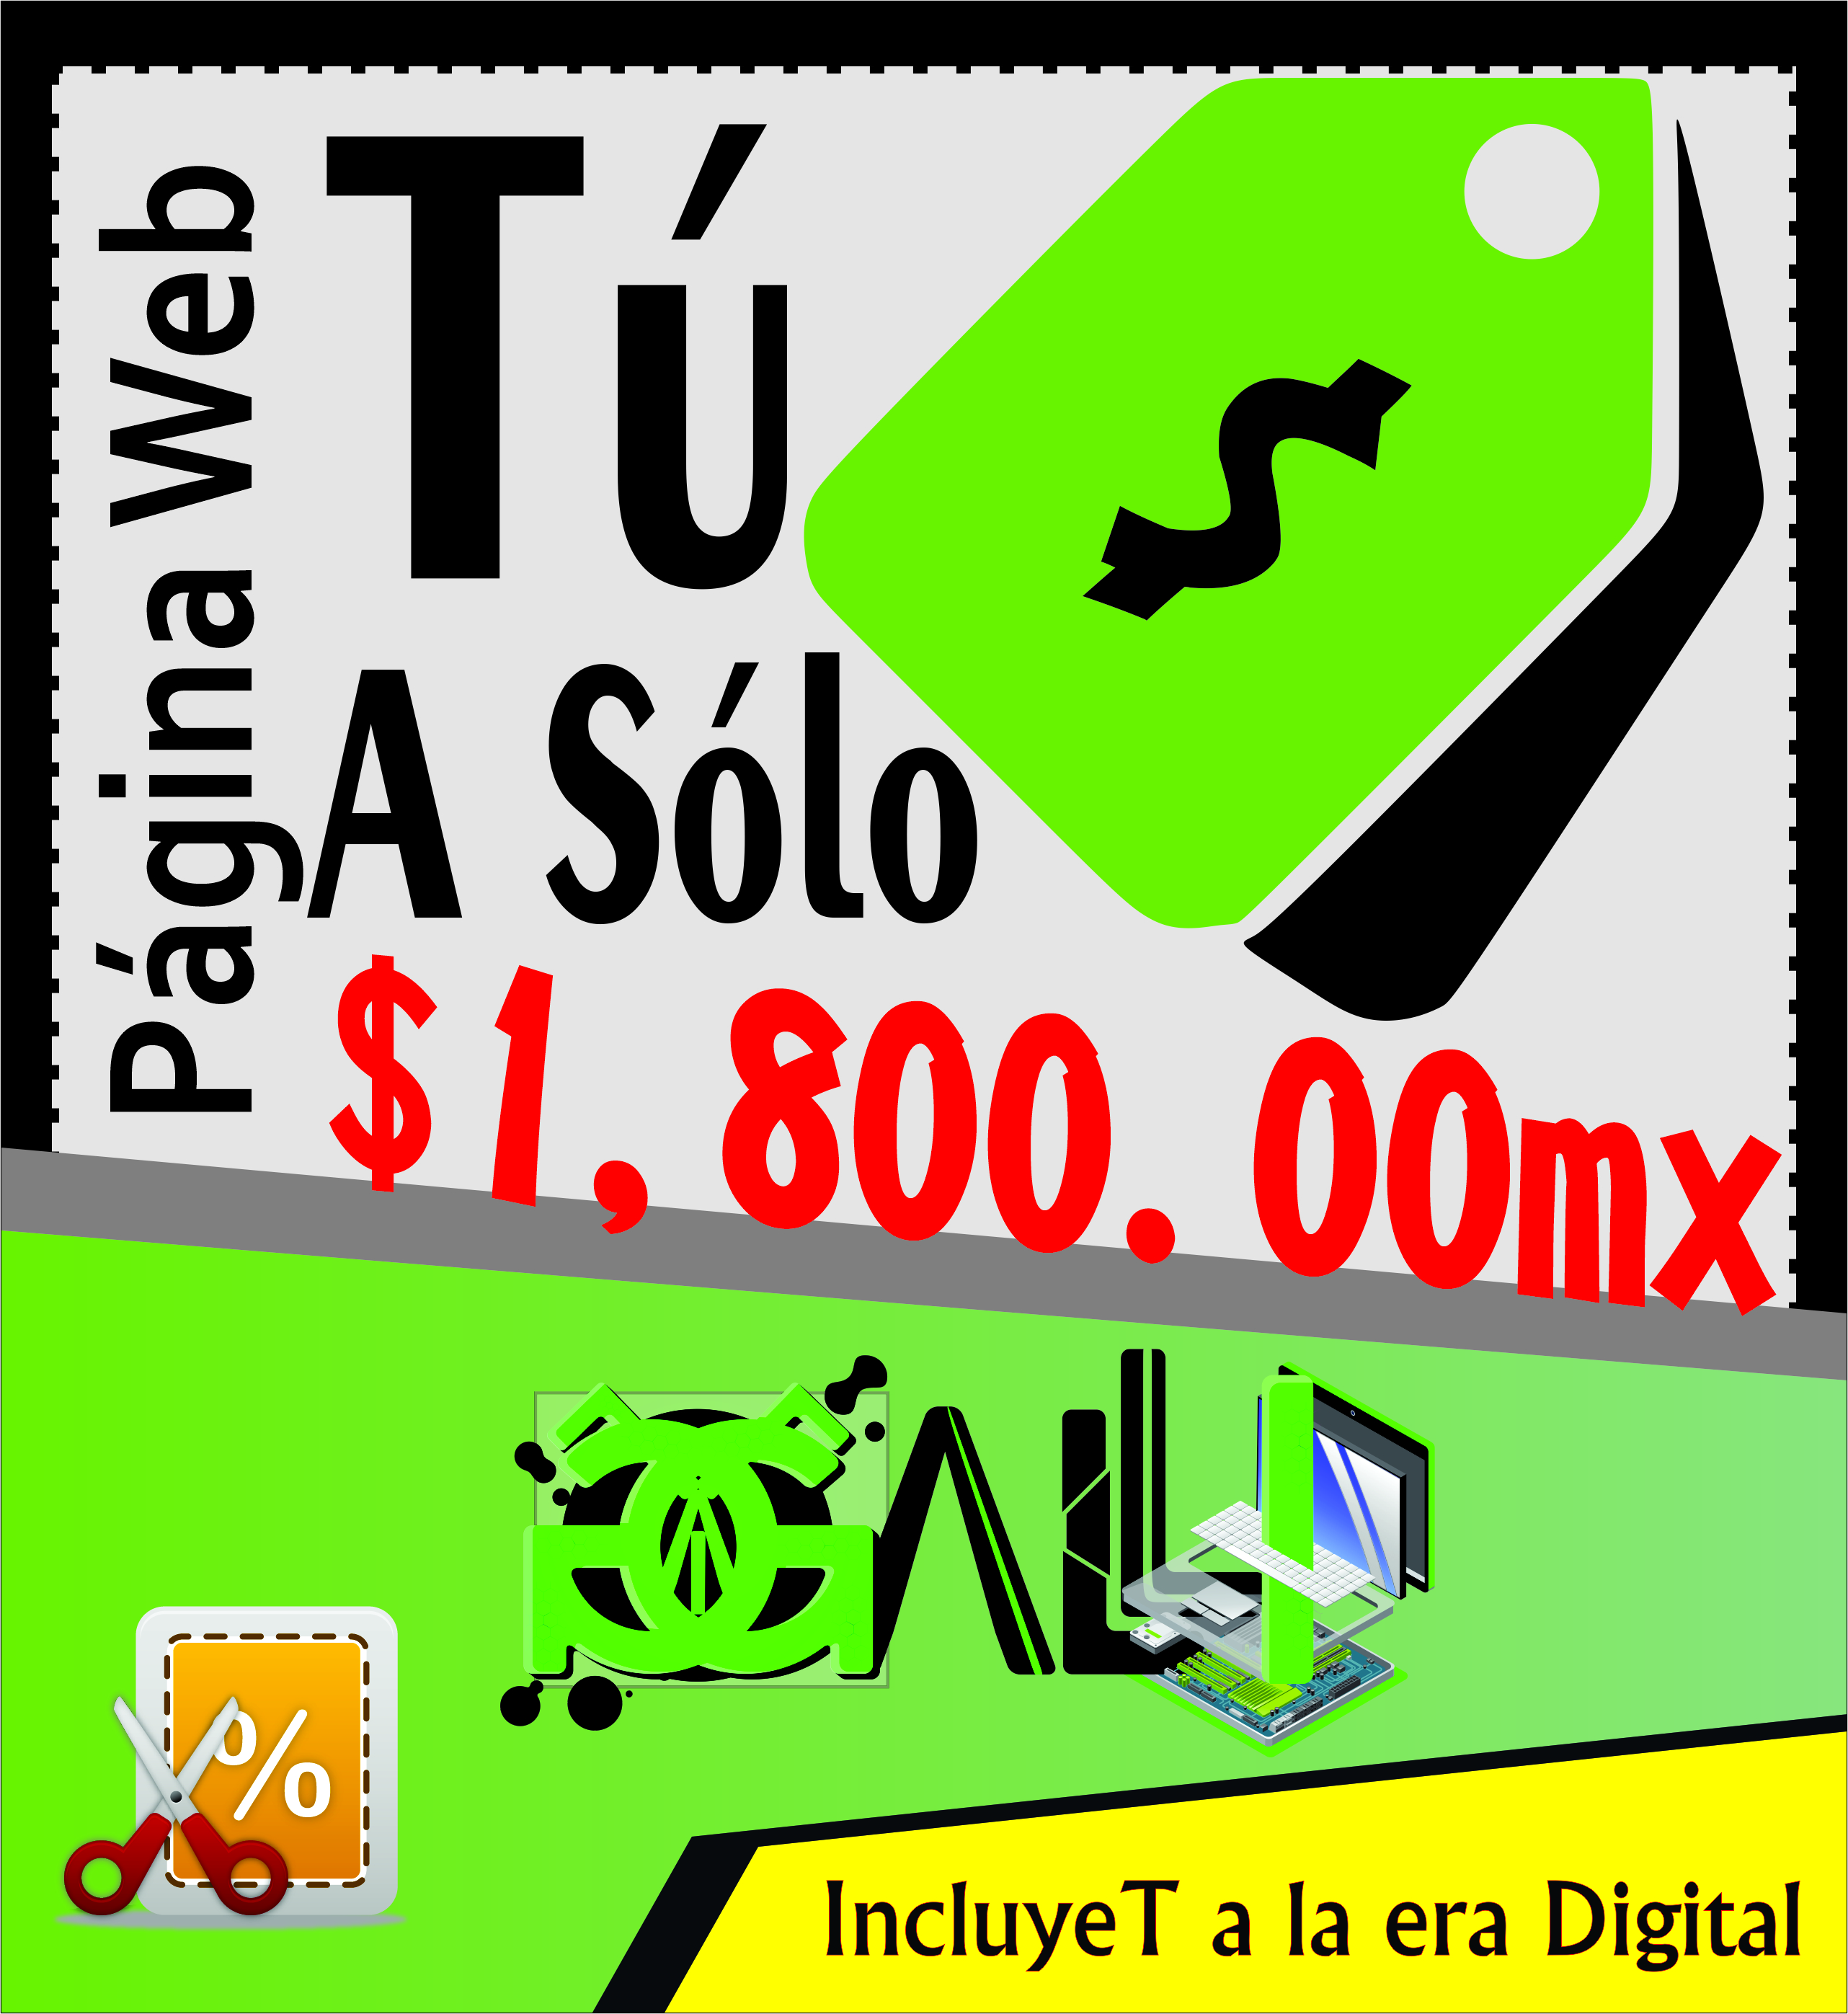 Tú
Página Web
A Sólo
$1,800.00mx
%
IncluyeT a la era Digital